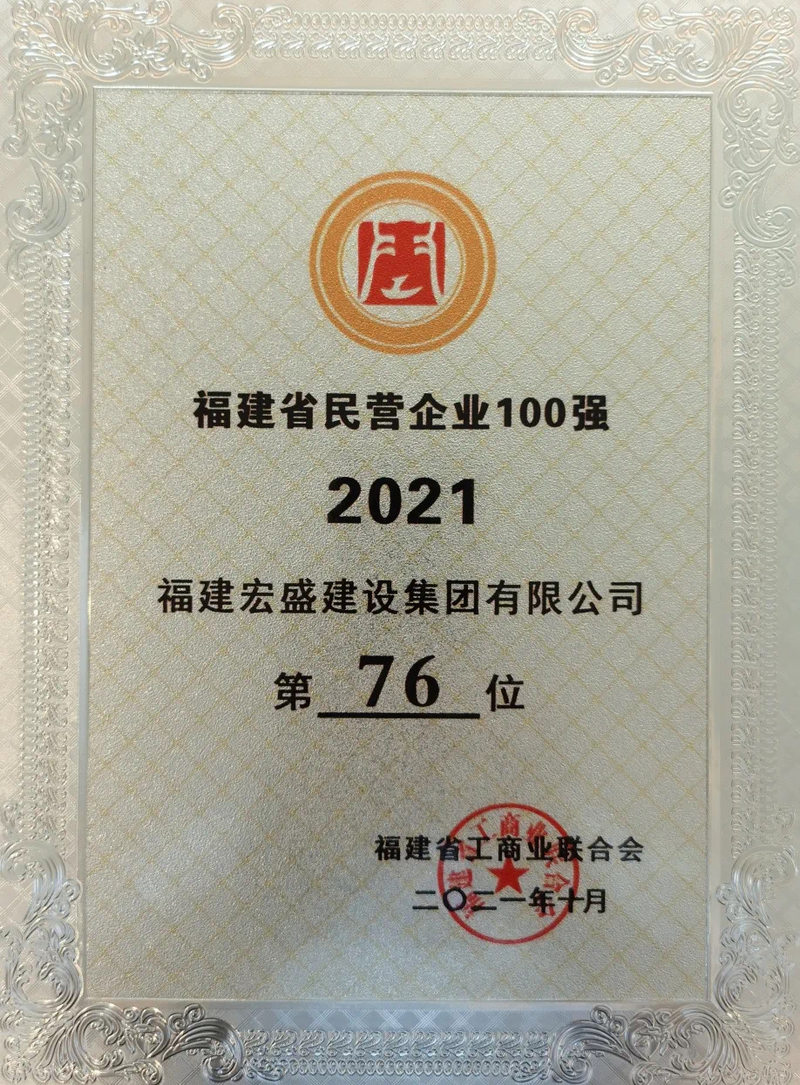 福建省民营企业100强
2021
福建宏盛建设集团有限公司
第 76 位
福建省工商业联合会
二〇二一年十月